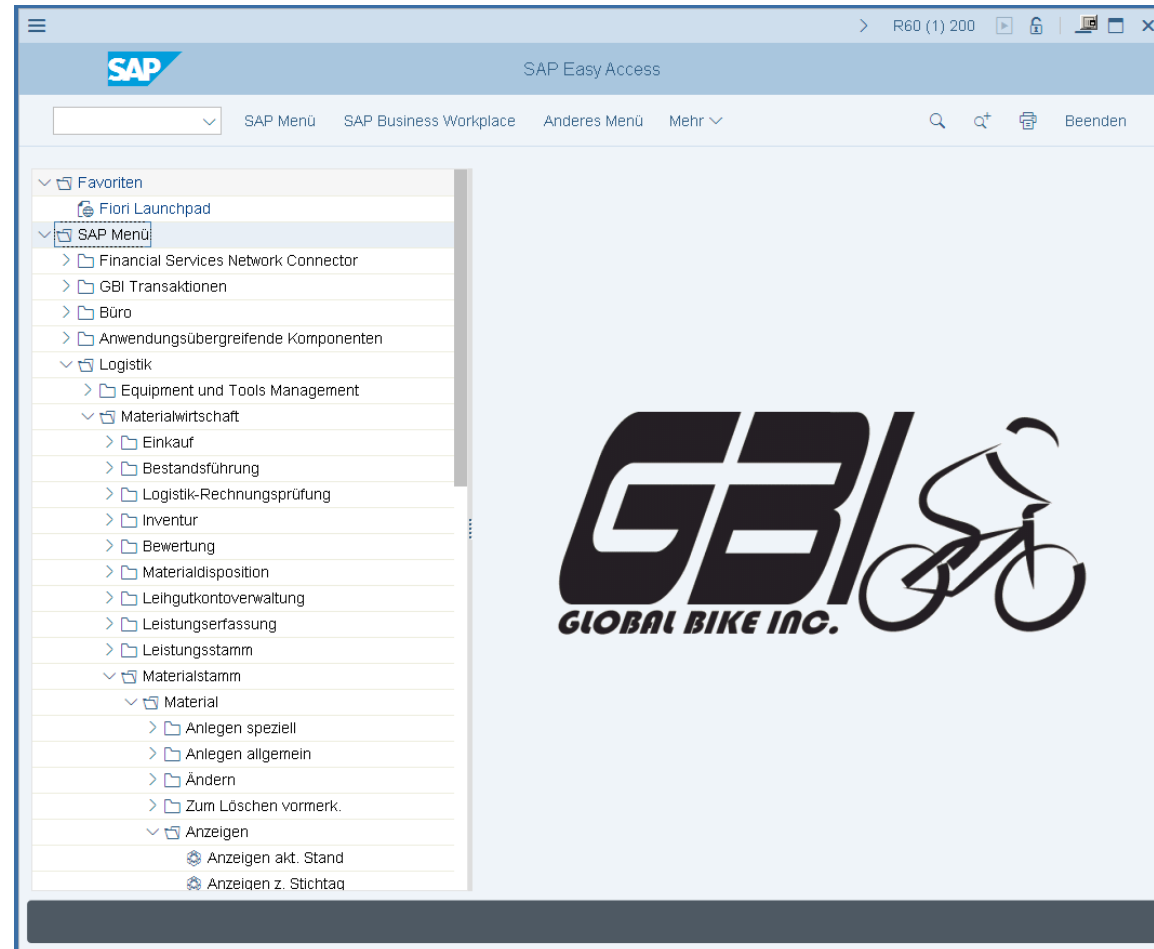 R60 (1) 200
SAP
SAP Easy Access
SAP Menü SAP Business Workplace Anderes Menü Mehr Beenden
Favoriten
Fiori Launchpad
SAP Menü
Financial Services Network Connector
GBI Transaktionen
Büro
Anwendungsübergreifende Komponenten
Logistik
Equipment und Tools Management
Materialwirtschaft
Einkauf
Bestandsführung
Logistik-Rechnungsprüfung
Inventur
Bewertung
Materialdisposition
Leihgutkontoverwaltung
Leistungserfassung
Leistungsstamm
Materialstamm
Material
Anlegen speziell
Anlegen allgemein
Ändern
Zum Löschen vormerk.
Anzeigen
Anzeigen akt. Stand
Anzeigen z. Stichtag
GBI
GLOBAL BIKE INC.